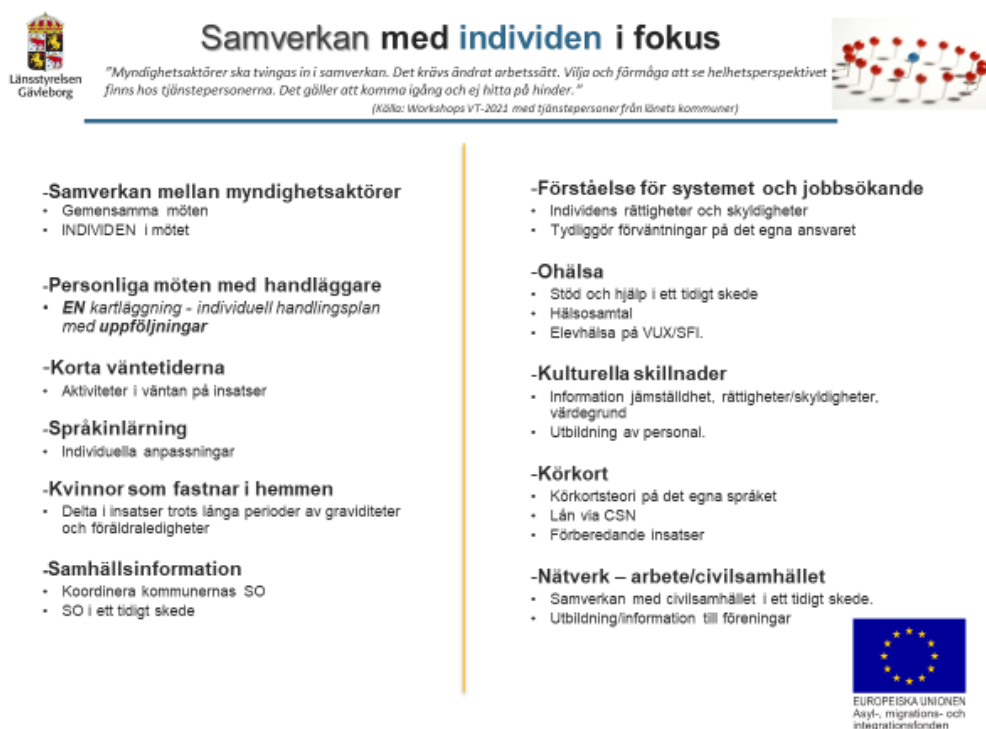 Länsstyrelsen
Gävleborg
Samverkan med individen i fokus
"Myndighetsaktörer ska tvingas in i samverkan. Det krävs ändrat arbetssätt. Vilja och förmåga att se helhetsperspektivet
finns hos tjänstepersonerna. Det gäller att komma igång och ej hitta på hinder."
(Källa: Workshops VT-2021 med tjänstepersoner från länets kommuner)
-Samverkan mellan myndighetsaktörer
• Gemensamma möten
• INDIVIDEN i mötet
-Personliga möten med handläggare
• EN kartläggning - individuell handlingsplan
med uppföljningar
-Korta väntetiderna
• Aktiviteter i väntan på insatser
-Språkinlärning
• Individuella anpassningar
-Kvinnor som fastnar i hemmen
• Delta i insatser trots långa perioder av graviditeter
och föräldraledigheter
-Samhällsinformation
• Koordinera kommunernas SO
• SO i ett tidigt skede
-Förståelse för systemet och jobbsökande
• Individens rättigheter och skyldigheter
• Tydliggör förväntningar på det egna ansvaret
-Ohälsa
• Stöd och hjälp i ett tidigt skede
• Hälsosamtal
• Elevhälsa på VUX/SFI.
-Kulturella skillnader
• Information jämställdhet, rättigheter/skyldigheter,
värdegrund
• Utbildning av personal.
-Körkort
• Körkortsteori på det egna språket
• Lån via CSN
• Förberedande insatser
-Nätverk – arbete/civilsamhället
• Samverkan med civilsamhället i ett tidigt skede.
• Utbildning/information till föreningar
EUROPEISKA UNIONEN
Asyl-, migrations- och
integrationsfonden